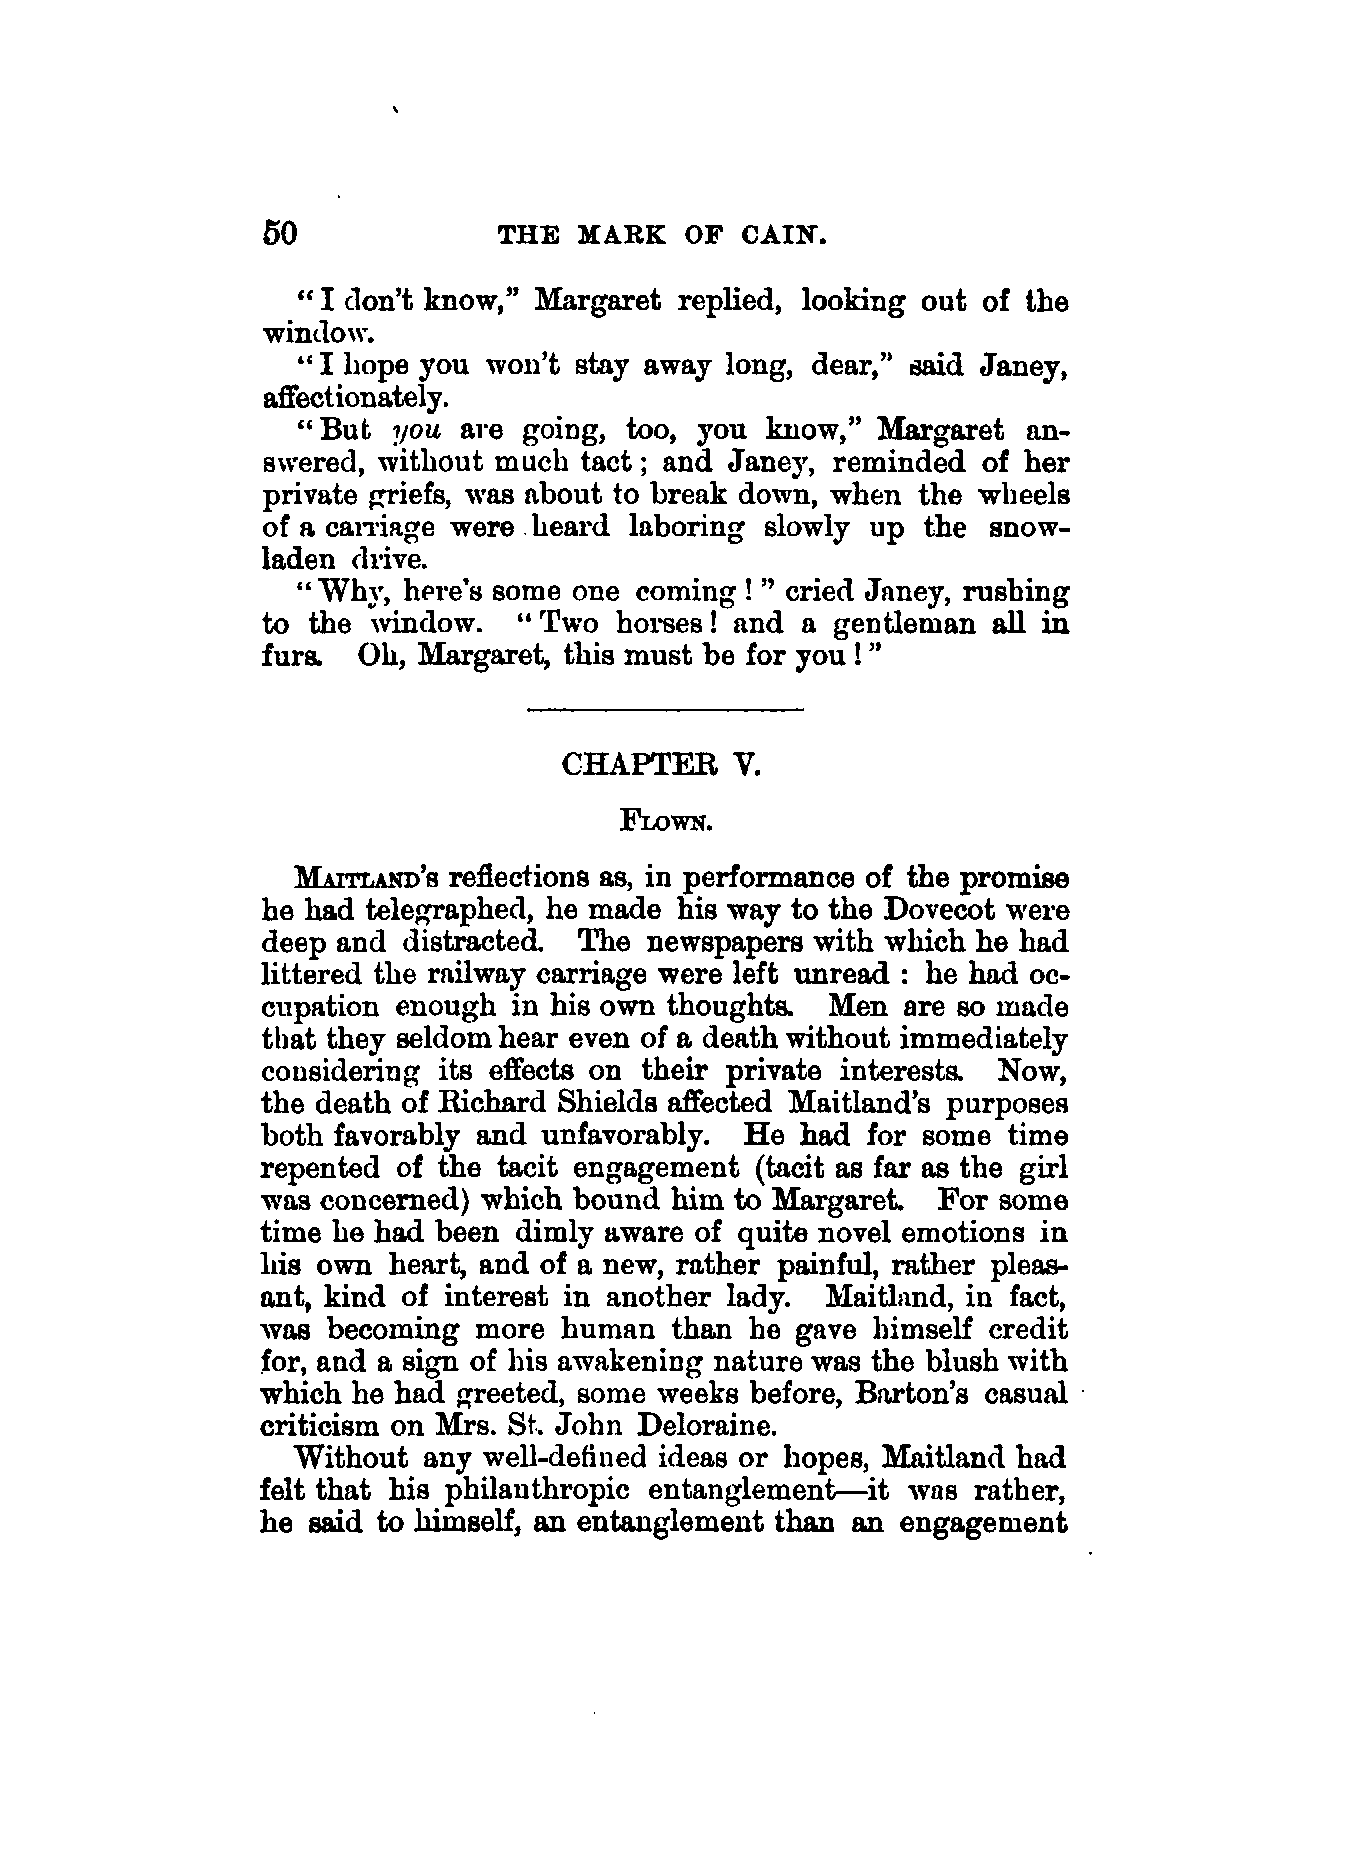 50 THE MARK OF CAIN.
“I don't know,” Margaret replied, looking out of the
window.
“I hope you won't stay away long, dear,” said Janey,
affectionately.
“But you are going, too, you know,” Margaret an-
swered, without much tact; and Janey, reminded of her
private griefs, was about to break down, when the wheels
of a carriage were heard laboring slowly up the snow-
laden drive.
“Why, here's some one coming!” cried Janey, rushing
to the window. “Two horses! and a gentleman all in
furs. Oh, Margaret, this must be for you!”
CHAPTER V.
FLOWN.
MAITLAND'S reflections as, in performance of the promise
he had telegraphed, he made his way to the Dovecot were
deep and distracted. The newspapers with which he had
littered the railway carriage were left unread : he had oc-
cupation enough in his own thoughts. Men are so made
that they seldom hear even of a death without immediately
considering its effects on their private interests. Now,
the death of Richard Shields affected Maitland's purposes
both favorably and unfavorably. He had for some time
repented of the tacit engagement (tacit as far as the girl
was concerned) which bound him to Margaret. For some
time he had been dimly aware of quite novel emotions in
his own heart, and of a new, rather painful, rather pleas-
ant, kind of interest in another lady. Maitland, in fact,
was becoming more human than he gave himself credit
for, and a sign of his awakening nature was the blush with
which he had greeted, some weeks before, Barton's casual
criticism on Mrs. St. John Deloraine.
Without any well-defined ideas or hopes, Maitland had
felt that his philanthropic entanglement—it was rather,
he said to himself, an entanglement than an engagement